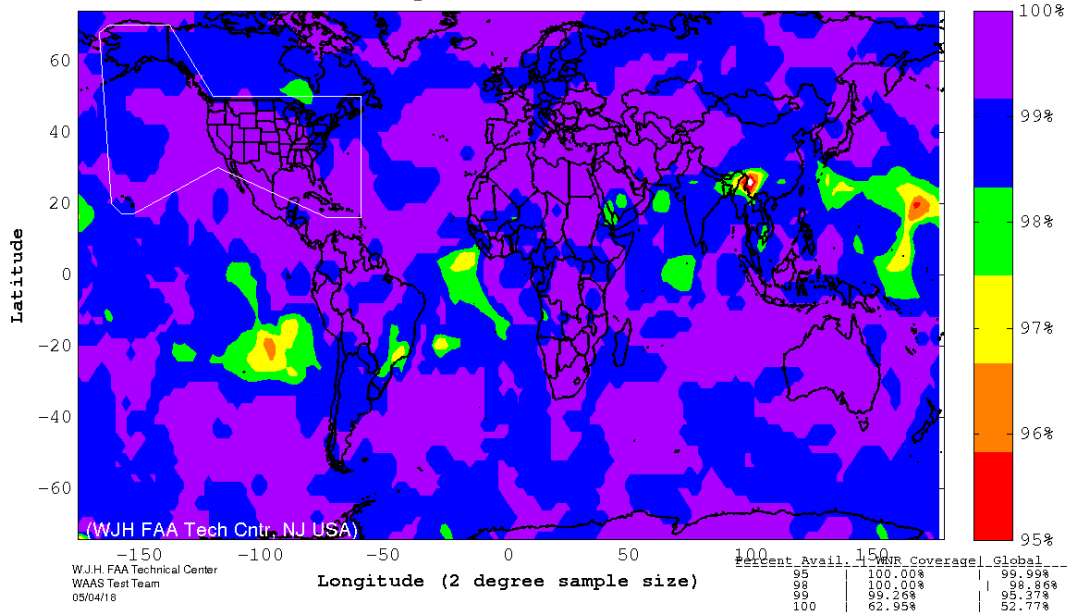 100%
99%
98%
97%
96%
95%
60
40
20
0
-20
-40
-60
Latitude
(WJH FAA Tech Cntr, NJ USA)
-150 -100 -50 0 50 100 150
Longitude (2 degree sample size)
W.J.H. FAA Technical Center
WAAS Test Team
05/04/18
Percent Avail. | WNR Coverage | Global
95 | 100.00% | 99.99%
98 | 100.00% | 98.86%
99 | 99.26% | 95.37%
100 | 62.95% | 52.77%